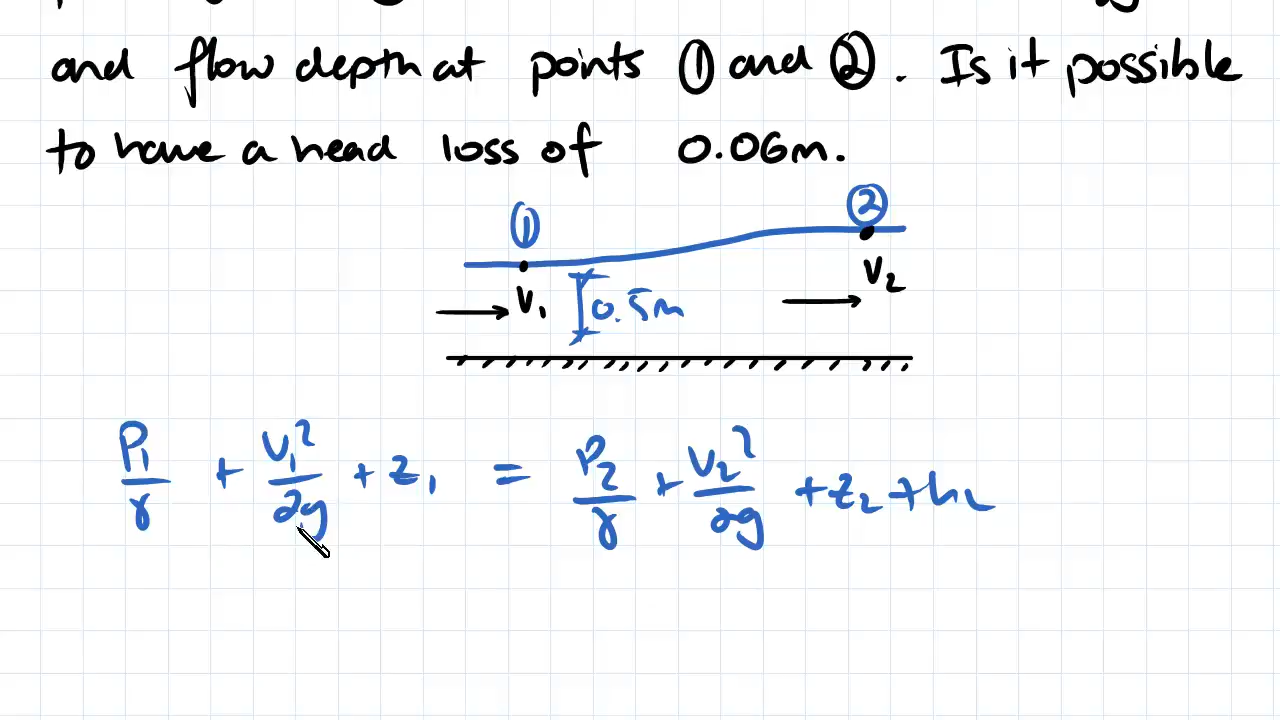 and flow depth at points ① and ②. Is it possible
to have a head loss of 0.06m.
① ②
V₁ 0.5m V₂
P₁/γ + V₁²/2g + z₁ = P₂/γ + V₂²/2g + z₂ + h_L